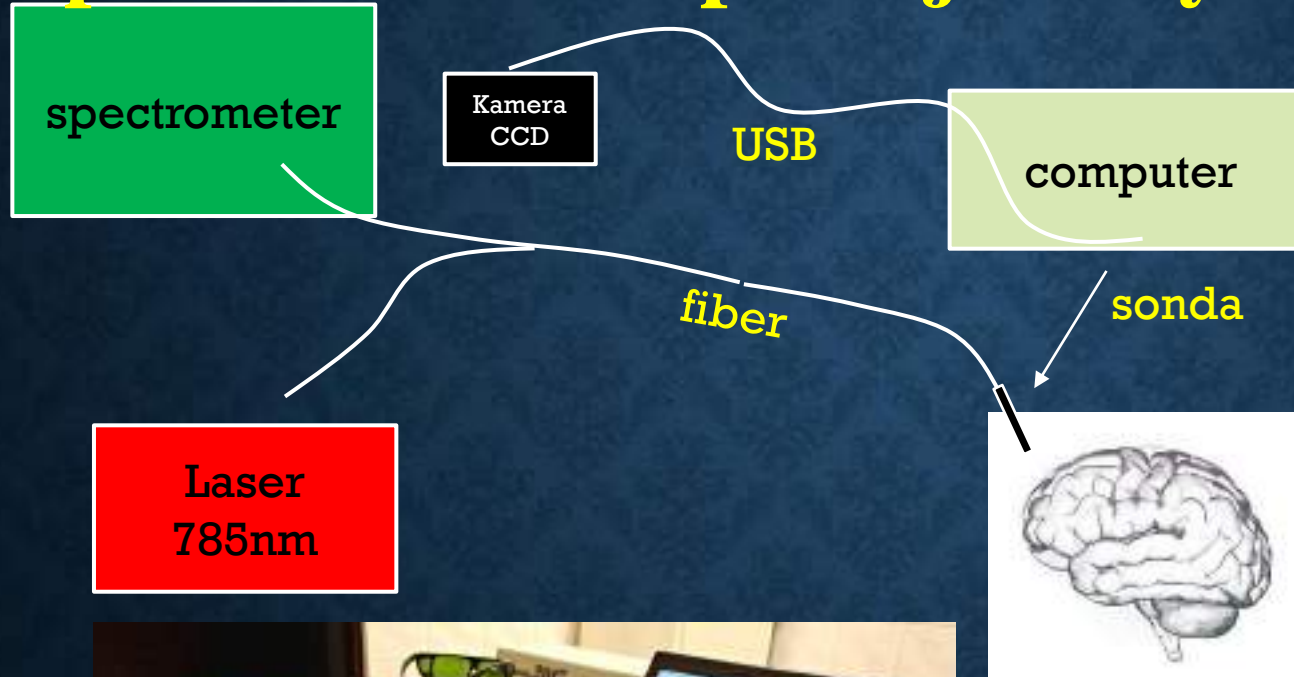 spectrometer
Kamera
CCD
USB
computer
fiber
sonda
Laser
785nm